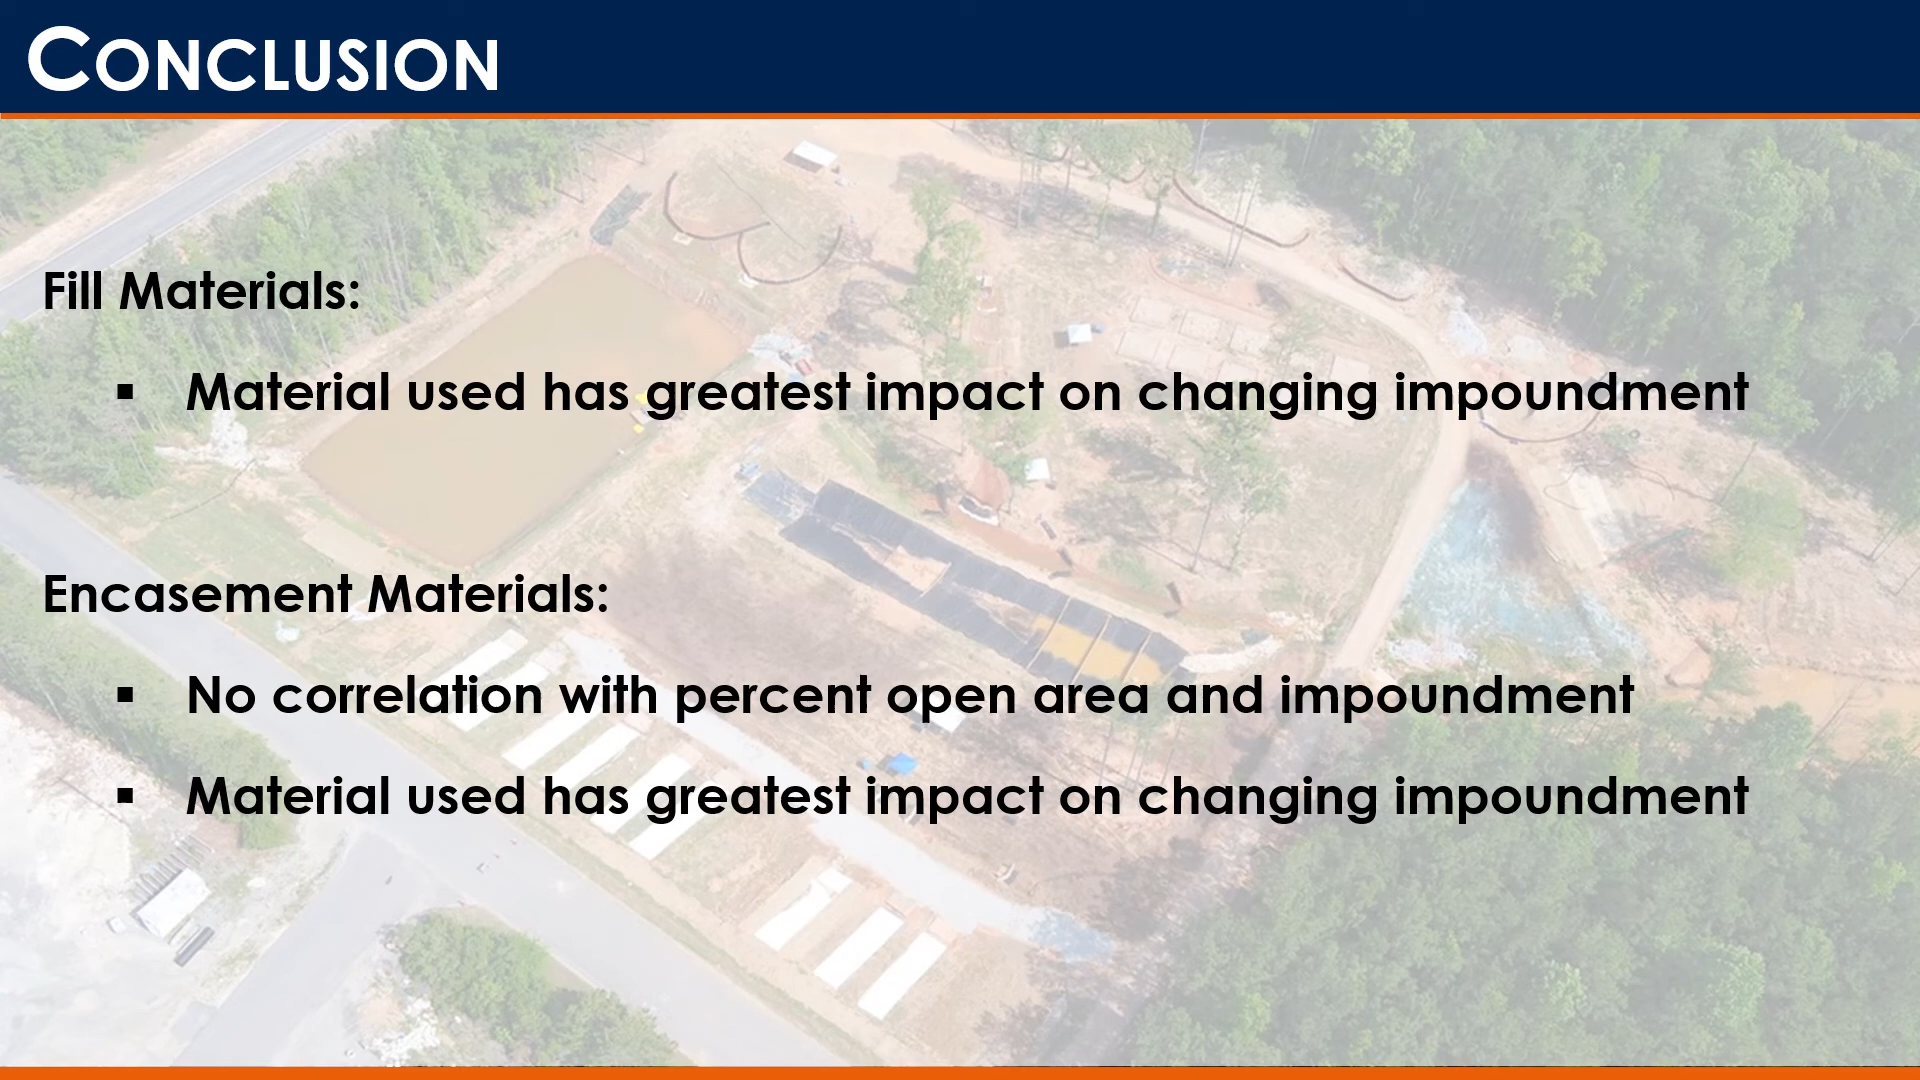 CONCLUSION
Fill Materials:
▪ Material used has greatest impact on changing impoundment
Encasement Materials:
▪ No correlation with percent open area and impoundment
▪ Material used has greatest impact on changing impoundment